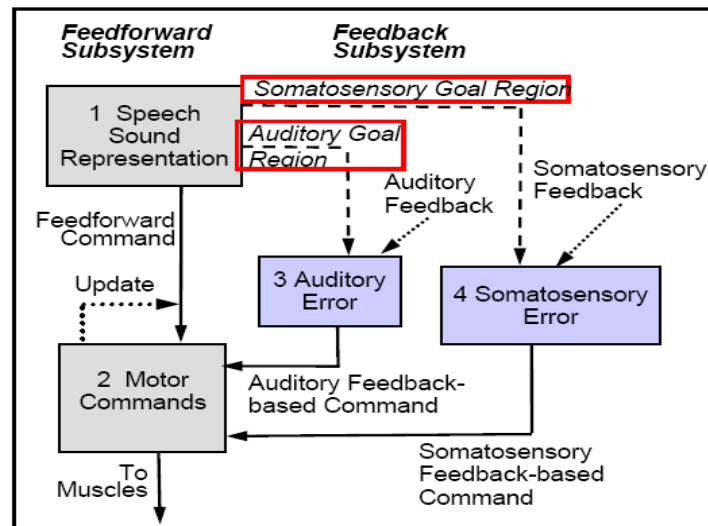 Feedforward
Subsystem
Feedback
Subsystem
Somatosensory Goal Region
1 Speech
Sound
Representation
Auditory Goal
Region
Auditory
Feedback
Somatosensory
Feedback
Feedforward
Command
Update
3 Auditory
Error
4 Somatosensory
Error
2 Motor
Commands
Auditory Feedback-
based Command
Somatosensory
Feedback-based
Command
To
Muscles